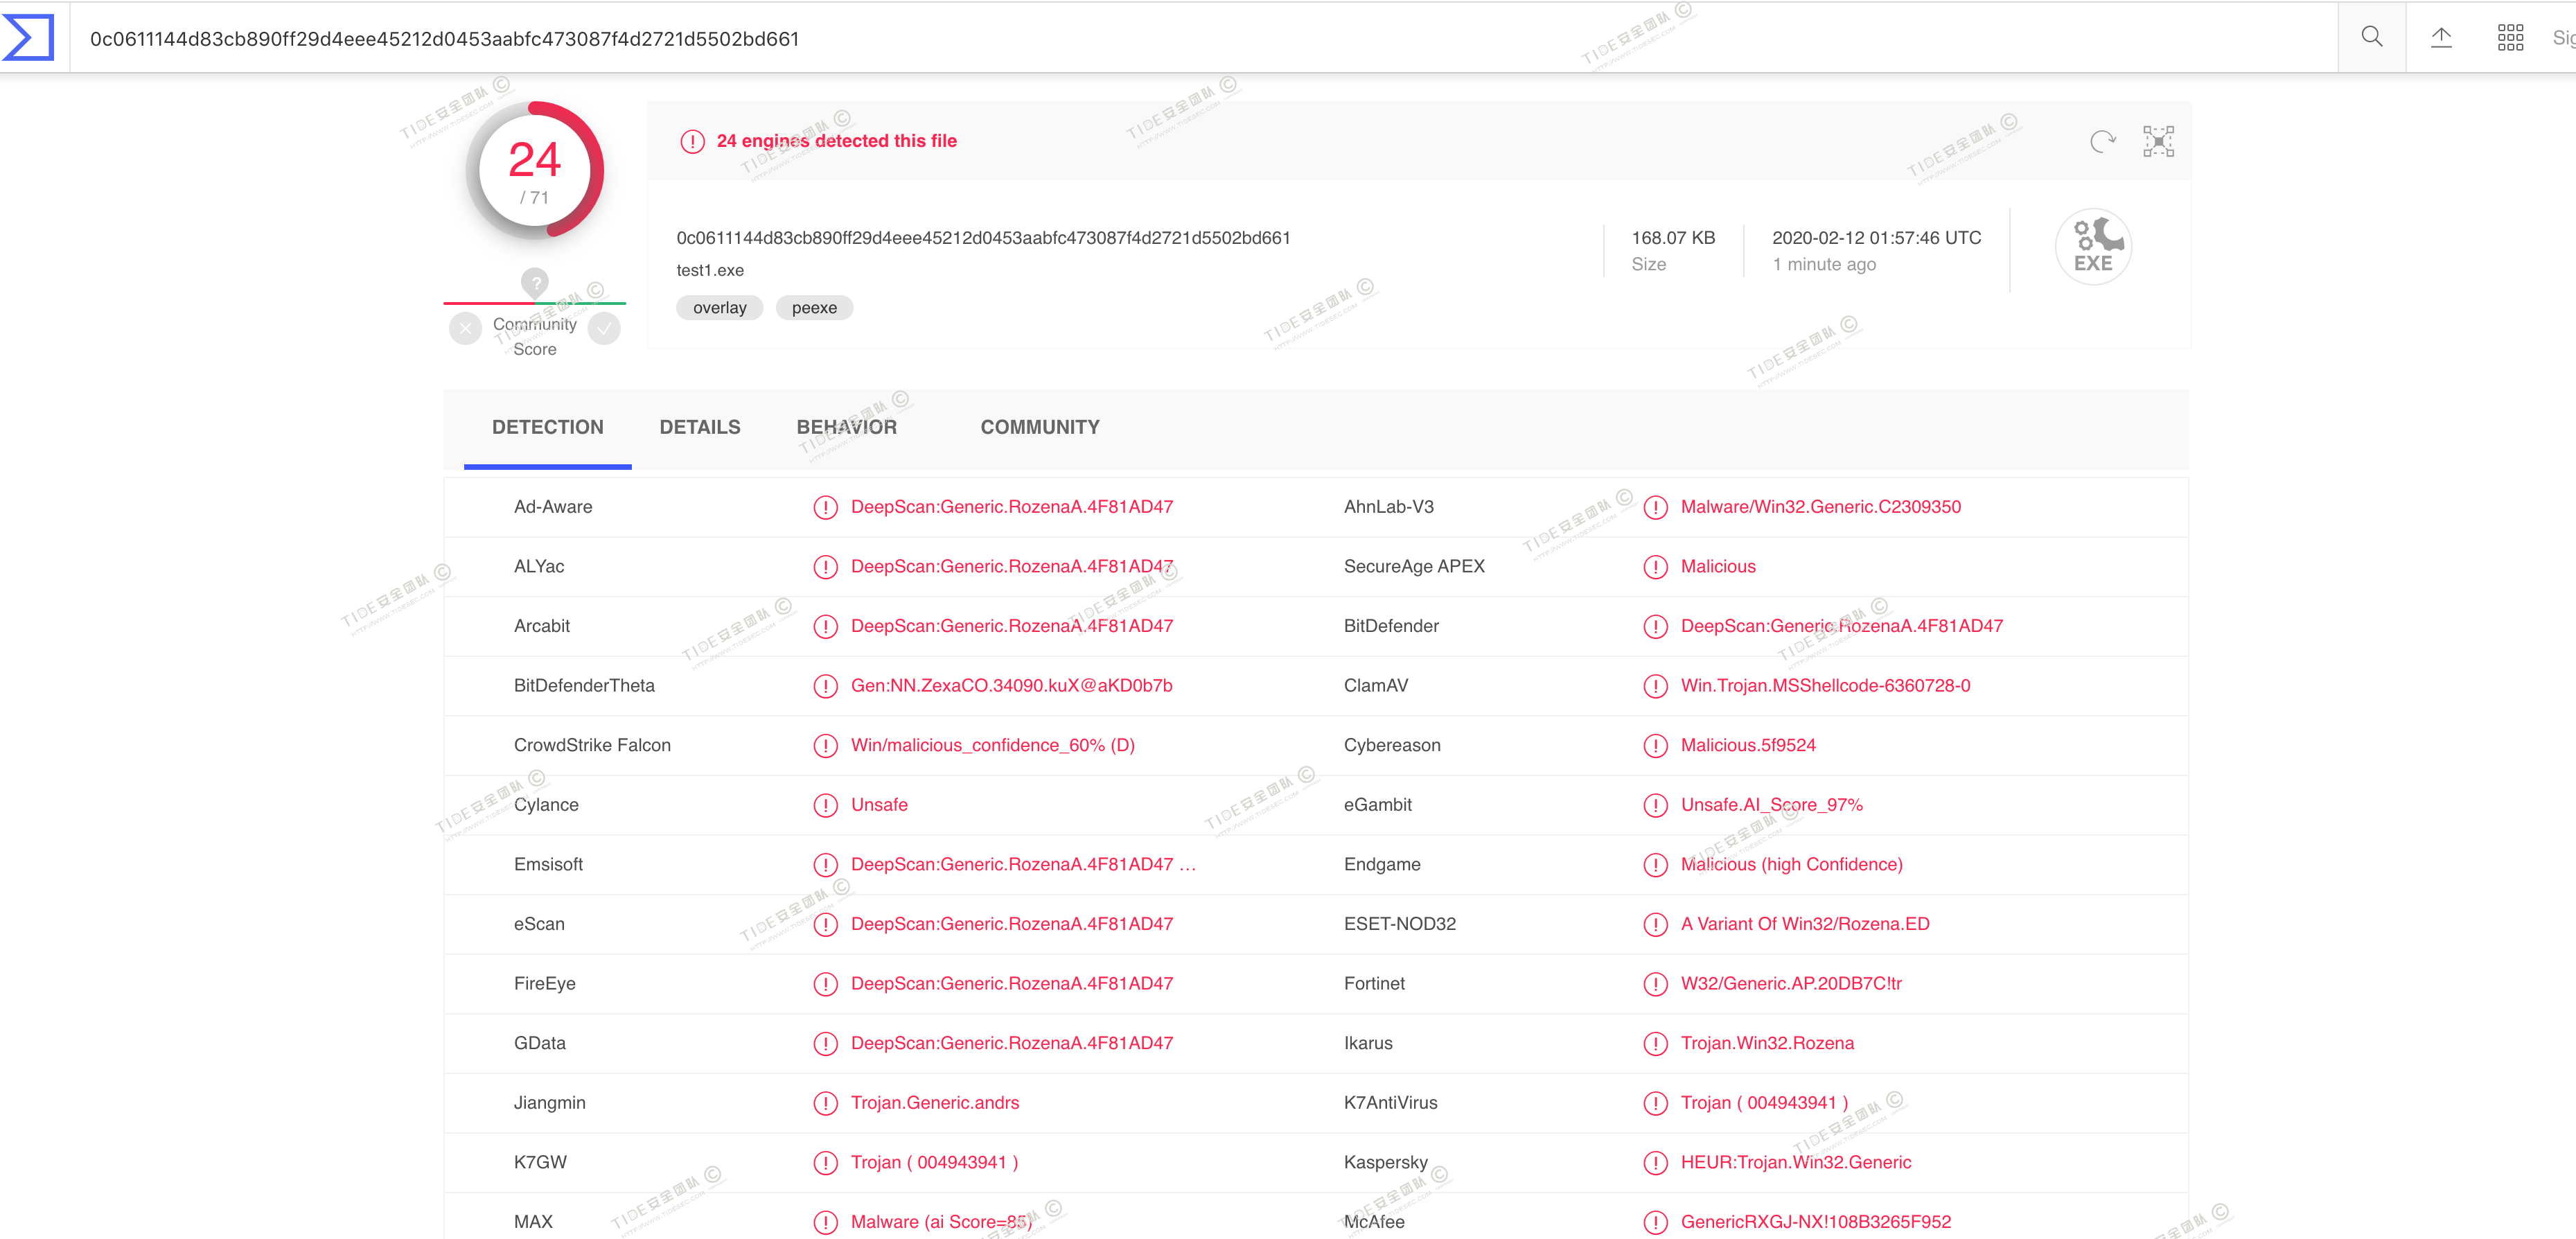 0c0611144d83cb890ff29d4eee45212d0453aabfc473087f4d2721d5502bd661
24
/ 71
Community
Score
24 engines detected this file
0c0611144d83cb890ff29d4eee45212d0453aabfc473087f4d2721d5502bd661
test1.exe
overlay peexe
168.07 KB
Size
2020-02-12 01:57:46 UTC
1 minute ago
EXE
DETECTION DETAILS BEHAVIOR COMMUNITY
Ad-Aware DeepScan:Generic.RozenaA.4F81AD47 AhnLab-V3 Malware/Win32.Generic.C2309350
ALYac DeepScan:Generic.RozenaA.4F81AD47 SecureAge APEX Malicious
Arcabit DeepScan:Generic.RozenaA.4F81AD47 BitDefender DeepScan:Generic.RozenaA.4F81AD47
BitDefenderTheta Gen:NN.ZexaCO.34090.kuX@aKD0b7b ClamAV Win.Trojan.MSShellcode-6360728-0
CrowdStrike Falcon Win/malicious_confidence_60% (D) Cybereason Malicious.5f9524
Cylance Unsafe eGambit Unsafe.AI_Score_97%
Emsisoft DeepScan:Generic.RozenaA.4F81AD47 … Endgame Malicious (high Confidence)
eScan DeepScan:Generic.RozenaA.4F81AD47 ESET-NOD32 A Variant Of Win32/Rozena.ED
FireEye DeepScan:Generic.RozenaA.4F81AD47 Fortinet W32/Generic.AP.20DB7C!tr
GData DeepScan:Generic.RozenaA.4F81AD47 Ikarus Trojan.Win32.Rozena
Jiangmin Trojan.Generic.andrs K7AntiVirus Trojan ( 004943941 )
K7GW Trojan ( 004943941 ) Kaspersky HEUR:Trojan.Win32.Generic
MAX Malware (ai Score=85) McAfee GenericRXGJ-NX!108B3265F952
TIDE安全团队 ©
HTTP://WWW.TIDESEC.COM